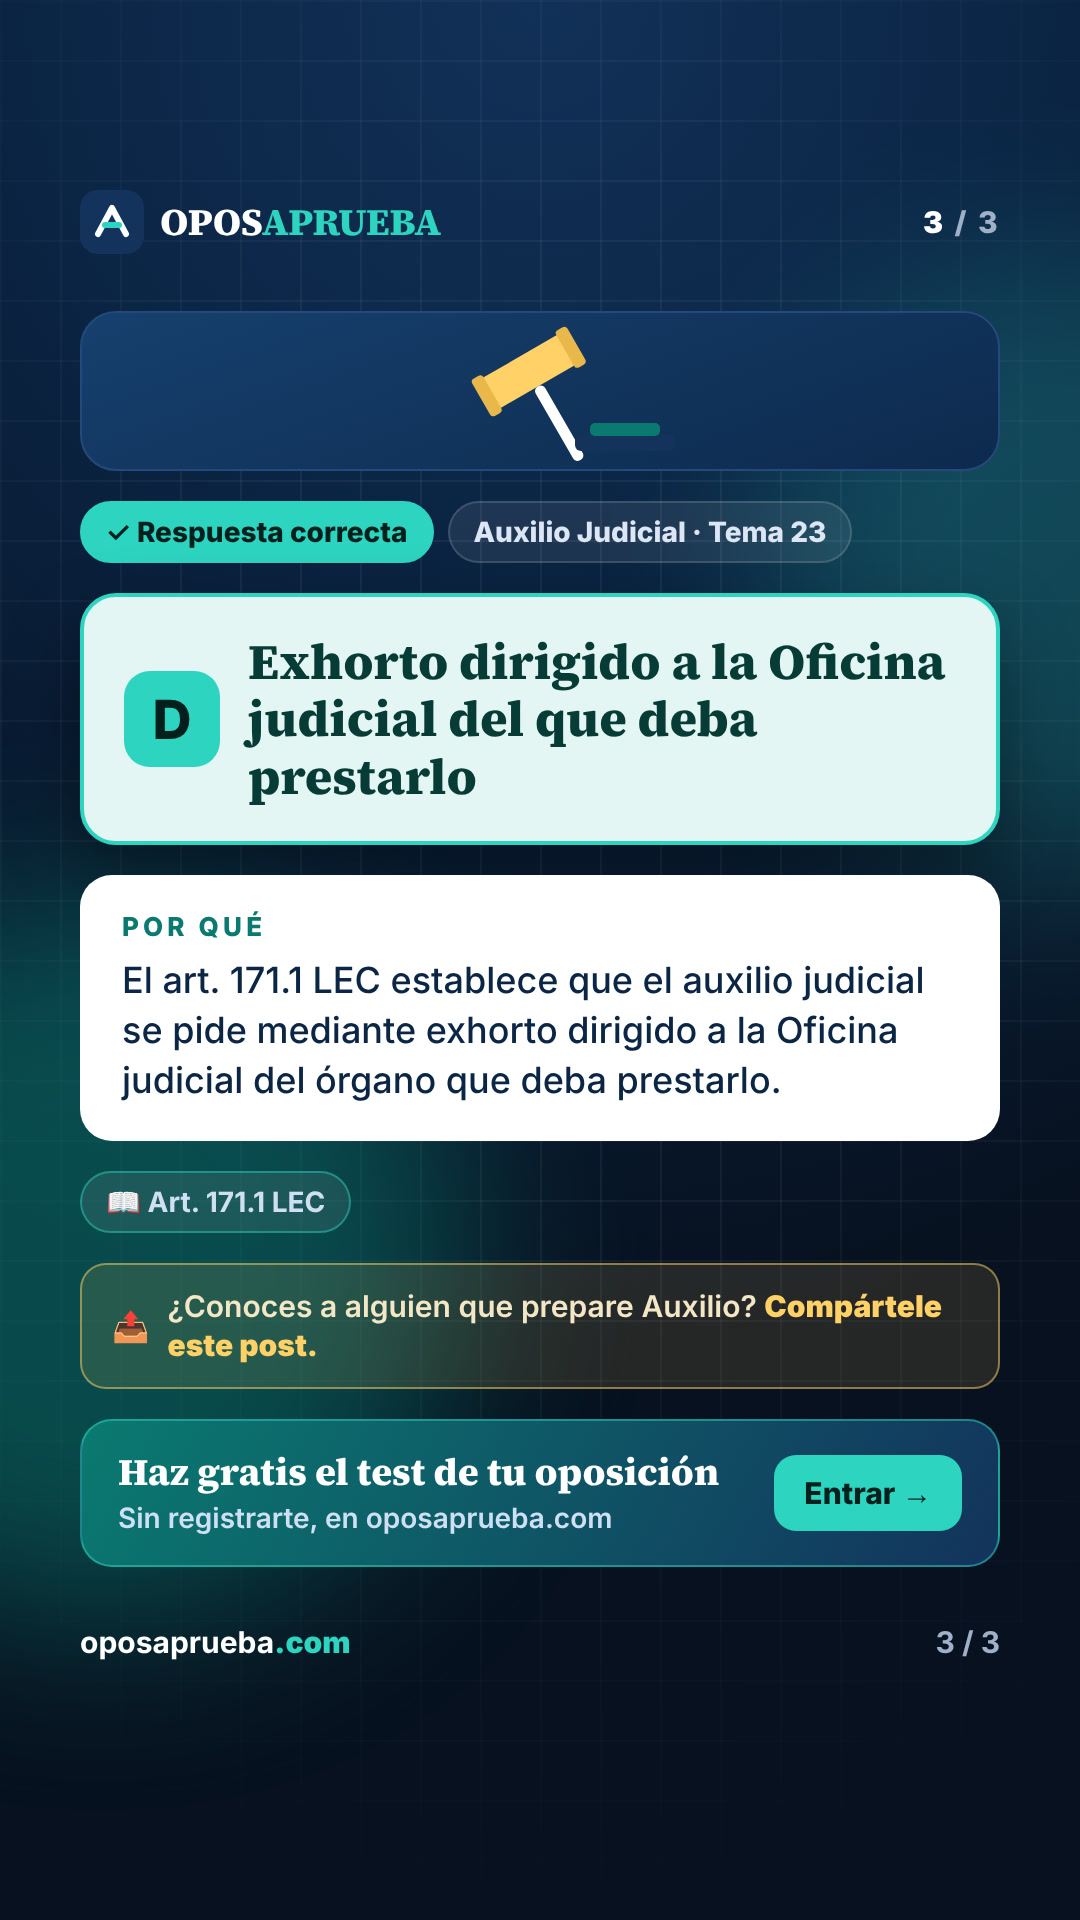 OPOSAPRUEBA
3 / 3
✓ Respuesta correcta
Auxilio Judicial · Tema 23
D
Exhorto dirigido a la Oficina
judicial del que deba
prestarlo
POR QUÉ
El art. 171.1 LEC establece que el auxilio judicial
se pide mediante exhorto dirigido a la Oficina
judicial del órgano que deba prestarlo.
📖 Art. 171.1 LEC
📤 ¿Conoces a alguien que prepare Auxilio? Compártele
este post.
Haz gratis el test de tu oposición
Sin registrarte, en oposaprueba.com
Entrar →
oposaprueba.com
3 / 3